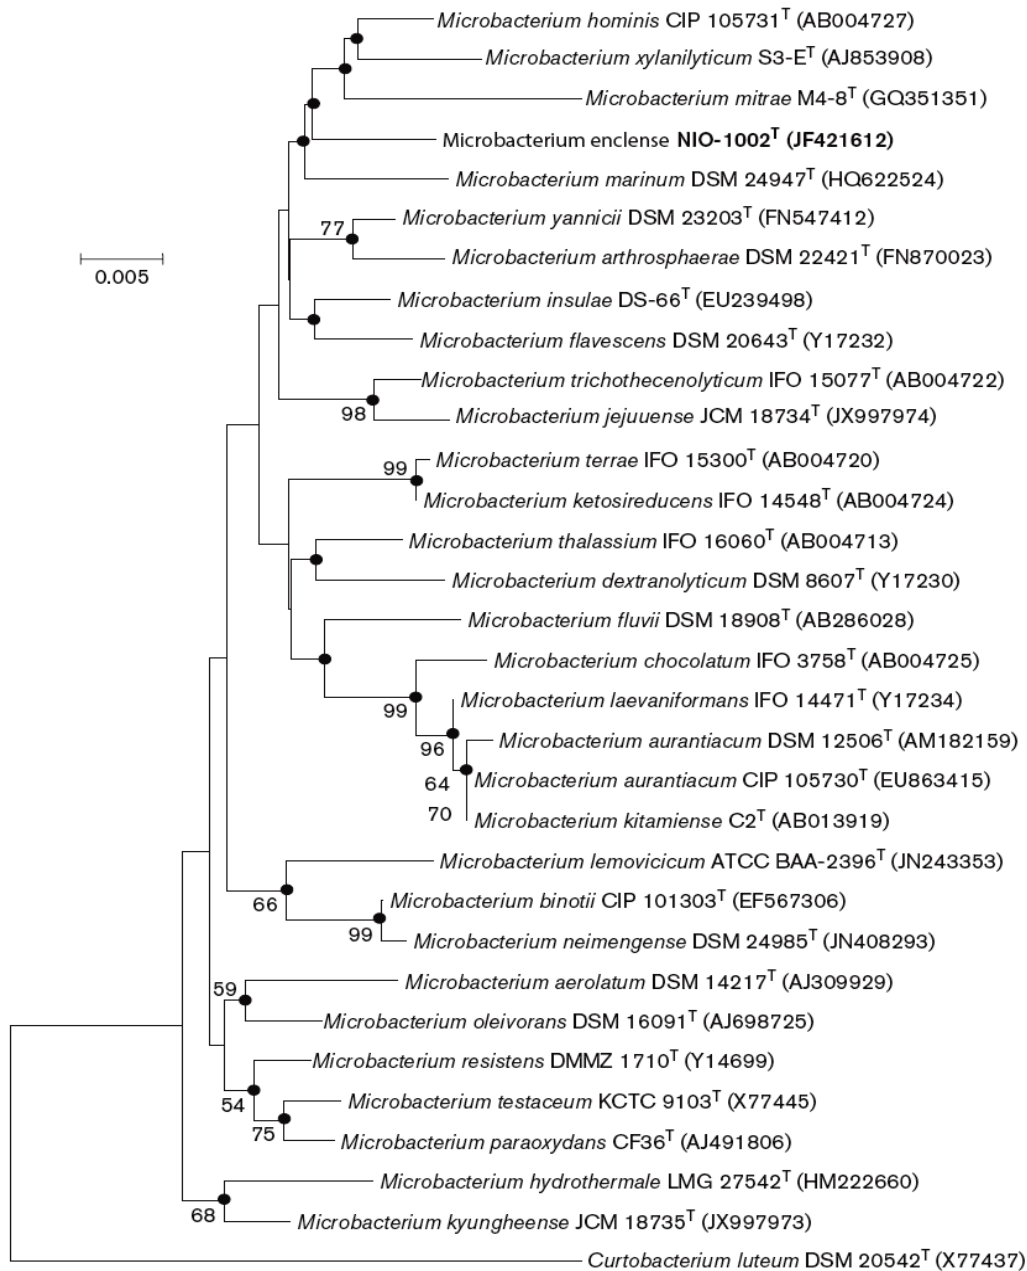 Microbacterium hominis CIP 105731T (AB004727)
Microbacterium xylanilyticum S3-ET (AJ853908)
Microbacterium mitrae M4-8T (GQ351351)
Microbacterium enclense NIO-1002T (JF421612)
Microbacterium marinum DSM 24947T (HQ622524)
77 Microbacterium yannicii DSM 23203T (FN547412)
Microbacterium arthrosphaerae DSM 22421T (FN870023)
0.005
Microbacterium insulae DS-66T (EU239498)
Microbacterium flavescens DSM 20643T (Y17232)
Microbacterium trichothecenolyticum IFO 15077T (AB004722)
98 Microbacterium jejuuense JCM 18734T (JX997974)
99 Microbacterium terrae IFO 15300T (AB004720)
Microbacterium ketosireducens IFO 14548T (AB004724)
Microbacterium thalassium IFO 16060T (AB004713)
Microbacterium dextranolyticum DSM 8607T (Y17230)
Microbacterium fluvii DSM 18908T (AB286028)
Microbacterium chocolatum IFO 3758T (AB004725)
99 Microbacterium laevaniformans IFO 14471T (Y17234)
96 Microbacterium aurantiacum DSM 12506T (AM182159)
64 Microbacterium aurantiacum CIP 105730T (EU863415)
70 Microbacterium kitamiense C2T (AB013919)
Microbacterium lemovicicum ATCC BAA-2396T (JN243353)
66 Microbacterium binotii CIP 101303T (EF567306)
99 Microbacterium neimengense DSM 24985T (JN408293)
59 Microbacterium aerolatum DSM 14217T (AJ309929)
Microbacterium oleivorans DSM 16091T (AJ698725)
Microbacterium resistens DMMZ 1710T (Y14699)
54 Microbacterium testaceum KCTC 9103T (X77445)
75 Microbacterium paraoxydans CF36T (AJ491806)
Microbacterium hydrothermale LMG 27542T (HM222660)
68 Microbacterium kyungheense JCM 18735T (JX997973)
Curtobacterium luteum DSM 20542T (X77437)